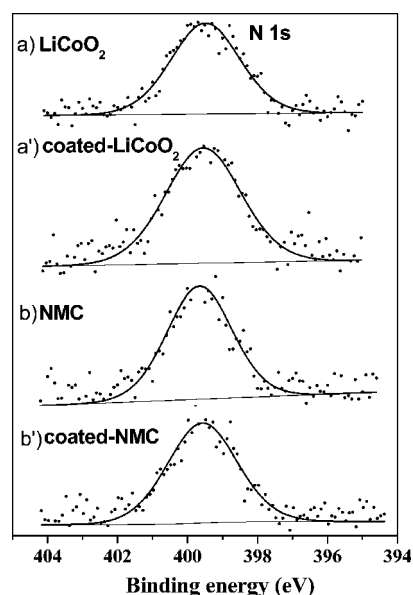 N 1s
a) LiCoO₂
a') coated-LiCoO₂
b) NMC
b') coated-NMC
404 402 400 398 396 394
Binding energy (eV)